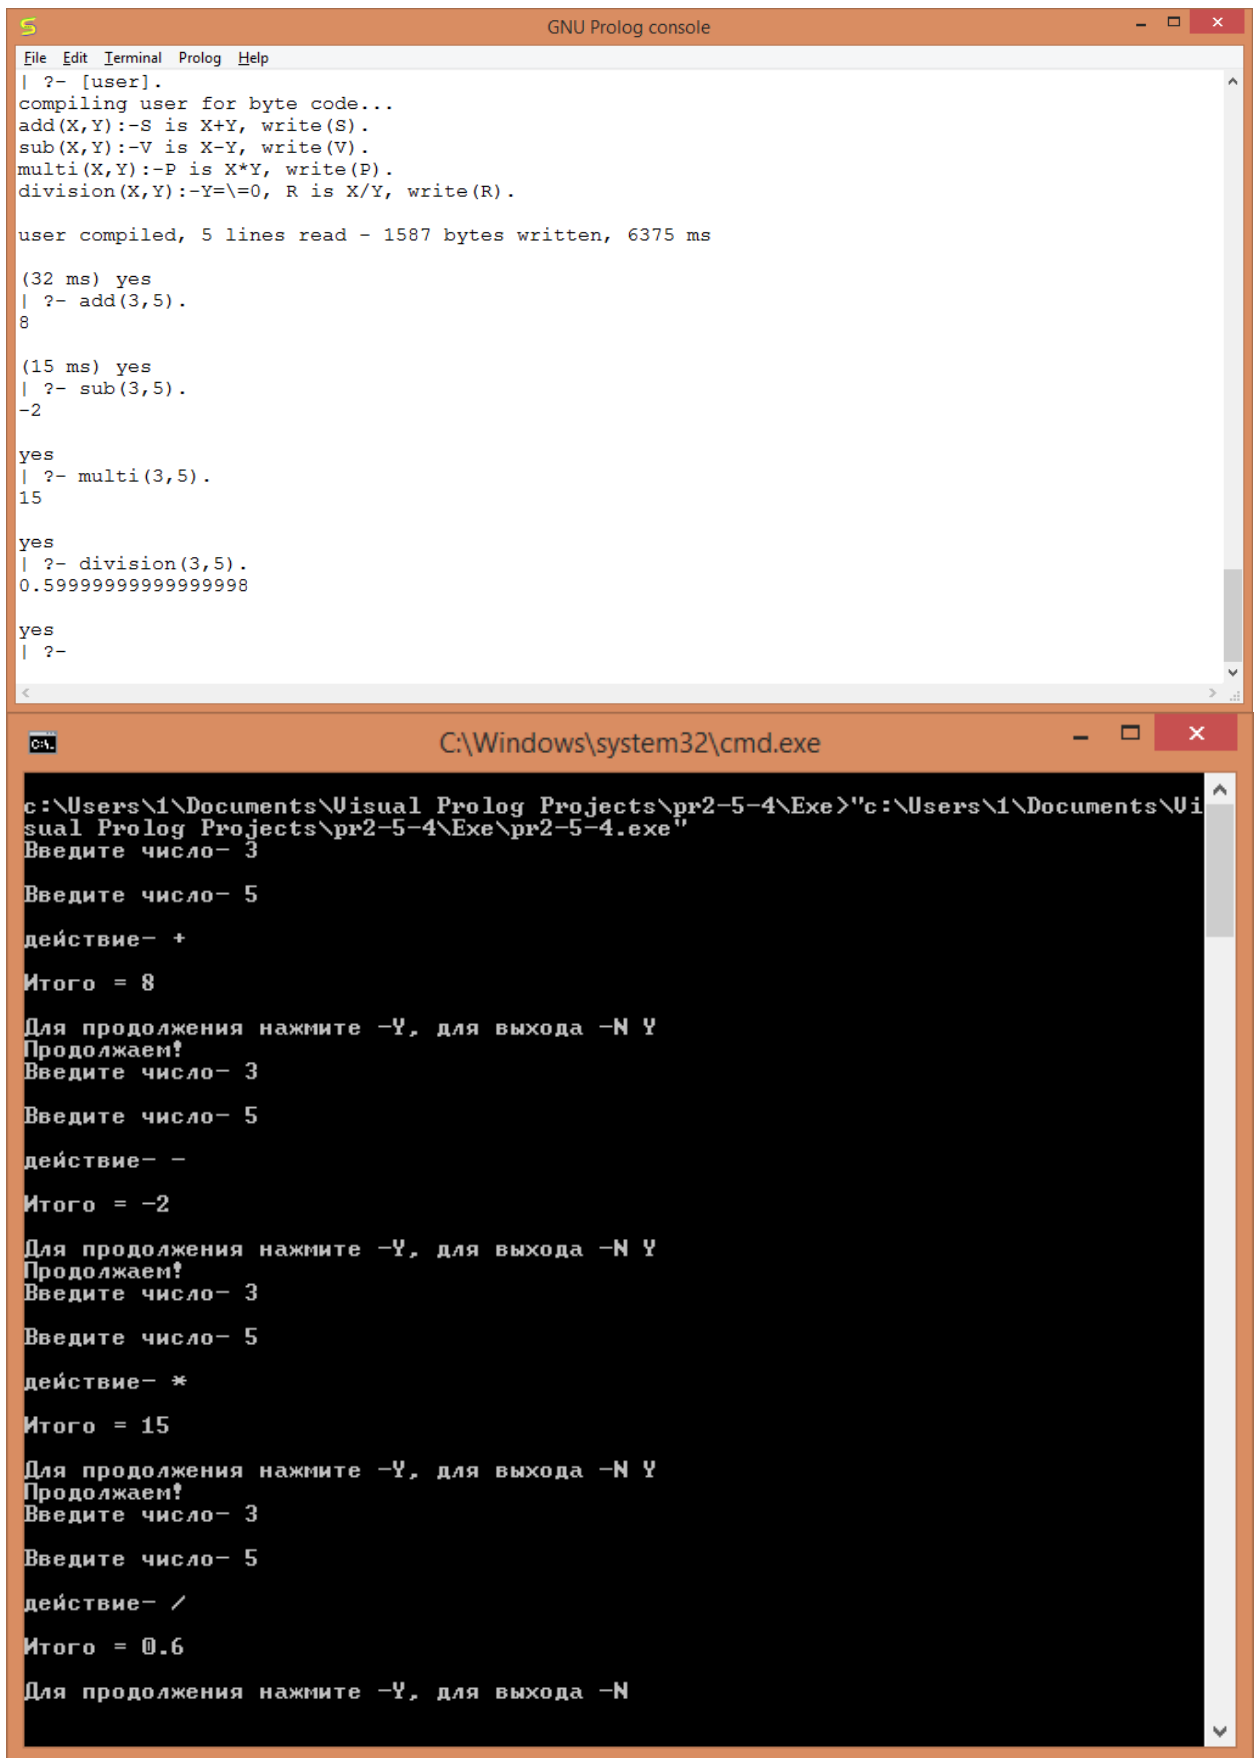 GNU Prolog console
File Edit Terminal Prolog Help
| ?- [user].
compiling user for byte code...
add(X,Y):-S is X+Y, write(S).
sub(X,Y):-V is X-Y, write(V).
multi(X,Y):-P is X*Y, write(P).
division(X,Y):-Y=\=0, R is X/Y, write(R).
user compiled, 5 lines read - 1587 bytes written, 6375 ms
(32 ms) yes
| ?- add(3,5).
8
(15 ms) yes
| ?- sub(3,5).
-2
yes
| ?- multi(3,5).
15
yes
| ?- division(3,5).
0.59999999999999998
yes
| ?-
C:\Windows\system32\cmd.exe
c:\Users\1\Documents\Visual Prolog Projects\pr2-5-4\Exe>"c:\Users\1\Documents\Vi
sual Prolog Projects\pr2-5-4\Exe\pr2-5-4.exe"
Введите число- 3
Введите число- 5
действие- +
Итого = 8
Для продолжения нажмите -Y, для выхода -N Y
Продолжаем!
Введите число- 3
Введите число- 5
действие- -
Итого = -2
Для продолжения нажмите -Y, для выхода -N Y
Продолжаем!
Введите число- 3
Введите число- 5
действие- *
Итого = 15
Для продолжения нажмите -Y, для выхода -N Y
Продолжаем!
Введите число- 3
Введите число- 5
действие- /
Итого = 0.6
Для продолжения нажмите -Y, для выхода -N